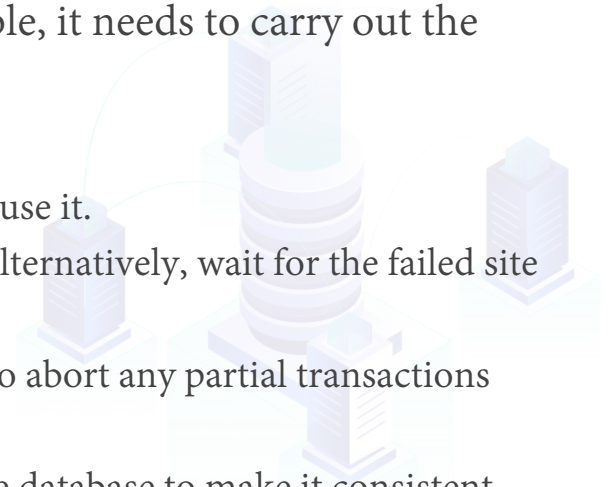 ble, it needs to carry out the
use it.
lternatively, wait for the failed site
o abort any partial transactions
e database to make it consistent